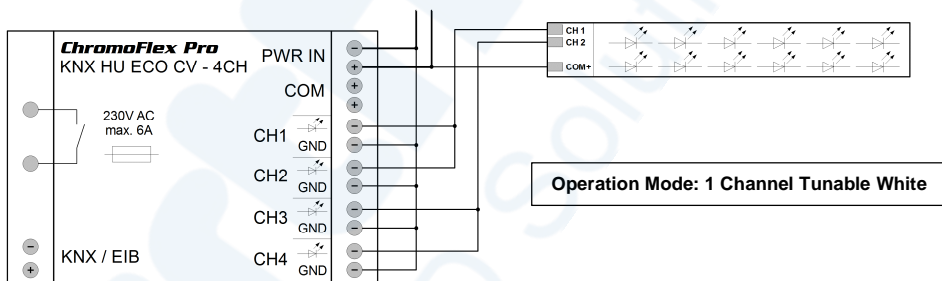 ChromoFlex Pro
KNX HU ECO CV - 4CH
PWR IN
COM
230V AC
max. 6A
CH1
GND
CH2
GND
CH3
GND
CH4
GND
KNX / EIB
CH 1
CH 2
COM+
Operation Mode: 1 Channel Tunable White